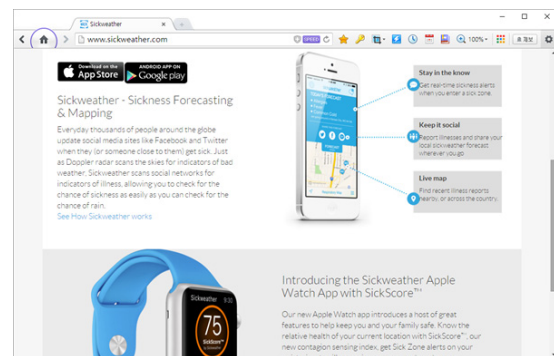 Sickweather
www.sickweather.com
SPEED
100%
Download on the
App Store
ANDROID APP ON
Google play
Sickweather - Sickness Forecasting
& Mapping
Everyday thousands of people around the globe
update social media sites like Facebook and Twitter
when they (or someone close to them) get sick. Just
as Doppler radar scans the skies for indicators of bad
weather, Sickweather scans social networks for
indicators of illness, allowing you to check for the
chance of sickness as easily as you can check for the
chance of rain.
See How Sickweather works
Stay in the know
Get real-time sickness alerts
when you enter a sick zone.
Keep it social
Report illnesses and share your
local sickweather forecast
wherever you go.
Live map
Find recent illness reports
nearby, or across the country.
Sickweather 9:30
75
SickScore™
Introducing the Sickweather Apple
Watch App with SickScore™
Our new Apple Watch app introduces a host of great
features to help keep you and your family safe. Know the
relative health of your current location with SickScore™, our
new contagion sensing index, get Sick Zone alerts on your